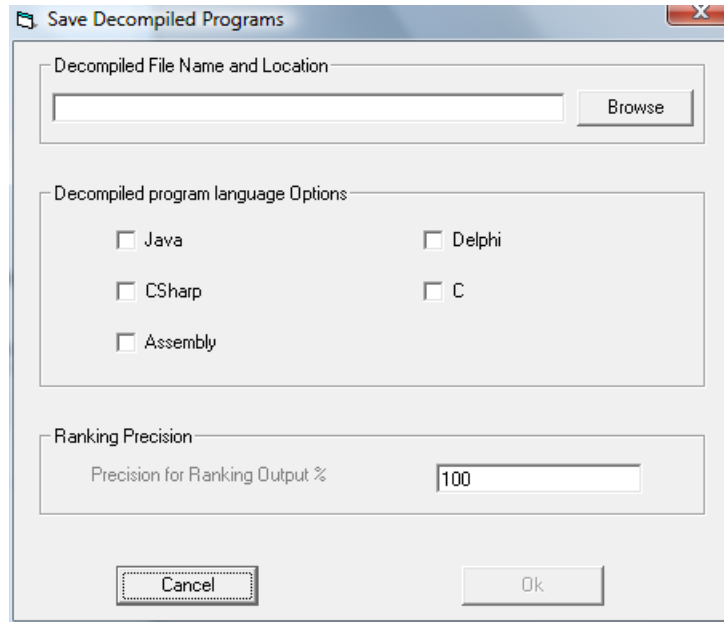 Save Decompiled Programs
Decompiled File Name and Location
Browse
Decompiled program language Options
Java Delphi
CSharp C
Assembly
Ranking Precision
Precision for Ranking Output % 100
Cancel Ok